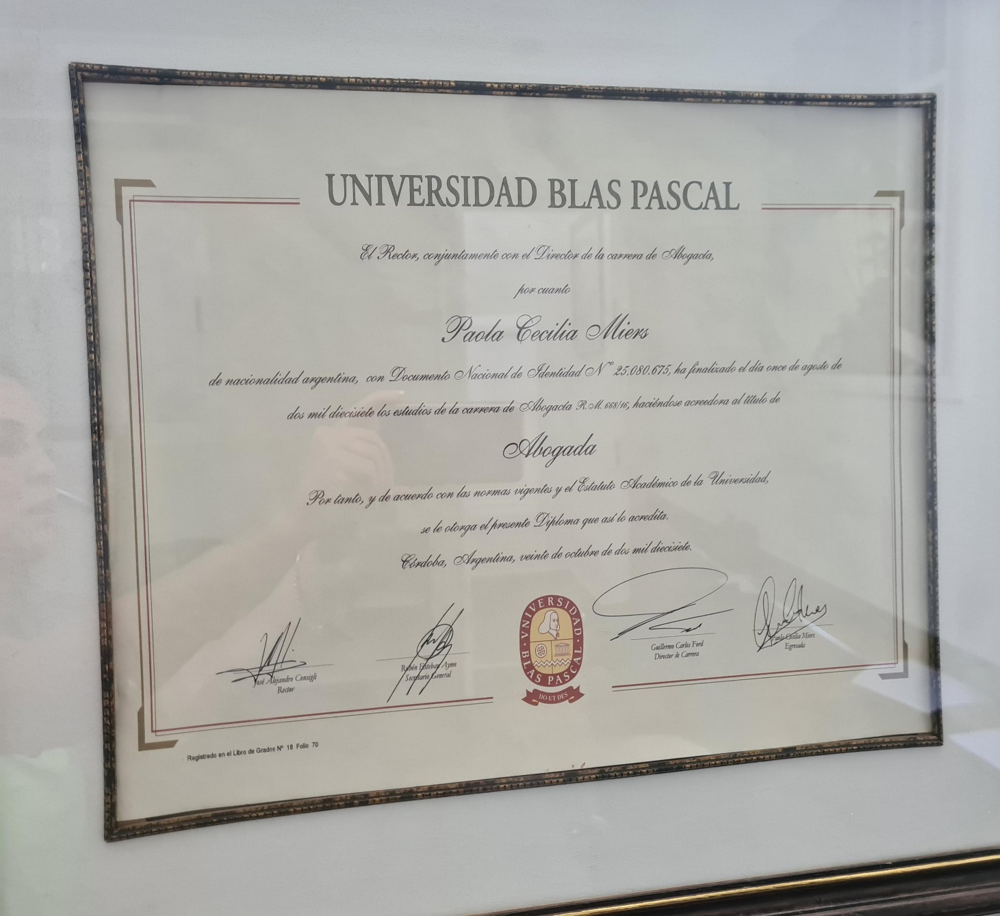 UNIVERSIDAD BLAS PASCAL
El Rector, conjuntamente con el Director de la carrera de Abogacía,
por cuanto
Paola Cecilia Miers
de nacionalidad argentina, con Documento Nacional de Identidad Nº 25.080.675, ha finalizado el día once de agosto de
dos mil diecisiete los estudios de la carrera de Abogacía R.M. 668/16, haciéndose acreedora al título de
Abogada
Por tanto, y de acuerdo con las normas vigentes y el Estatuto Académico de la Universidad,
se le otorga el presente Diploma que así lo acredita.
Córdoba, Argentina, veinte de octubre de dos mil diecisiete.
José Alejandro Consigli
Rector
Rubén Esteban Ayme
Secretario General
UNIVERSIDAD BLAS PASCAL
DO UT DES
Guillermo Carlos Ford
Director de Carrera
Paola Cecilia Miers
Egresada
Registrado en el Libro de Grados Nº 18 Folio 70